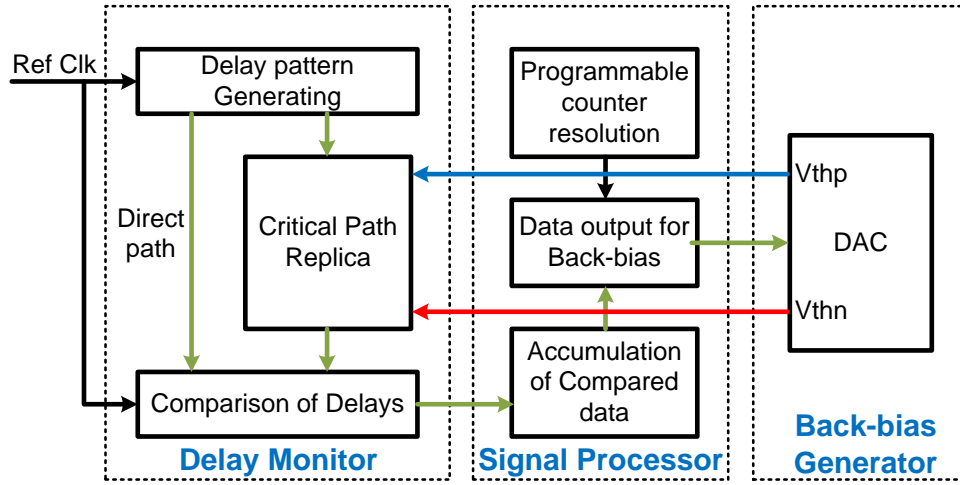 Ref Clk
Delay pattern
Generating
Direct
path
Critical Path
Replica
Comparison of Delays
Delay Monitor
Programmable
counter
resolution
Data output for
Back-bias
Accumulation
of Compared
data
Signal Processor
Vthp
DAC
Vthn
Back-bias
Generator